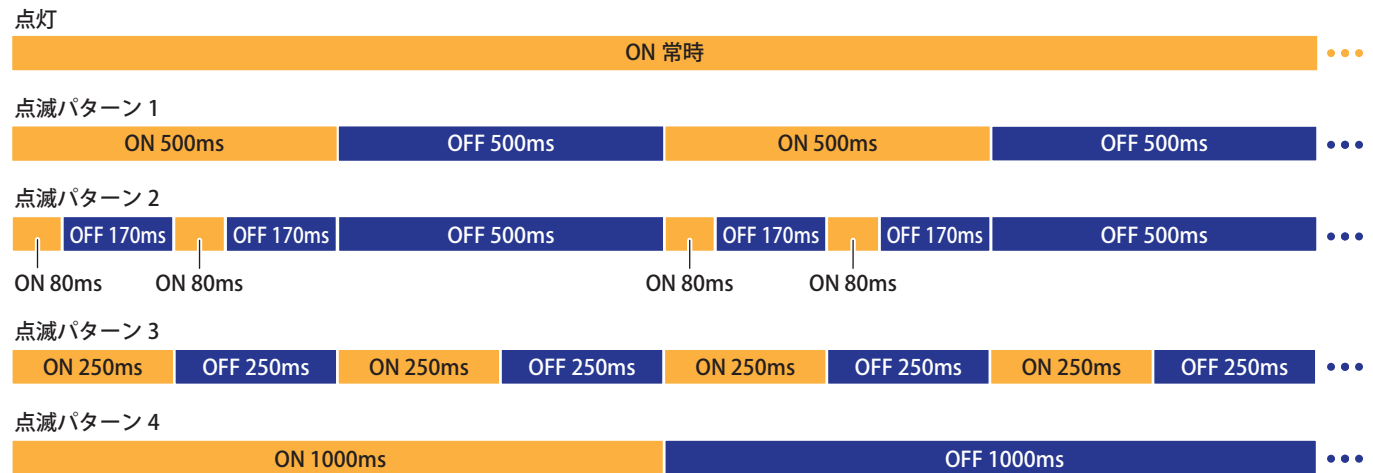 点灯
ON 常時
点滅パターン 1
ON 500ms OFF 500ms ON 500ms OFF 500ms
点滅パターン 2
OFF 170ms OFF 170ms OFF 500ms OFF 170ms OFF 170ms OFF 500ms
ON 80ms ON 80ms ON 80ms ON 80ms
点滅パターン 3
ON 250ms OFF 250ms ON 250ms OFF 250ms ON 250ms OFF 250ms ON 250ms OFF 250ms
点滅パターン 4
ON 1000ms OFF 1000ms